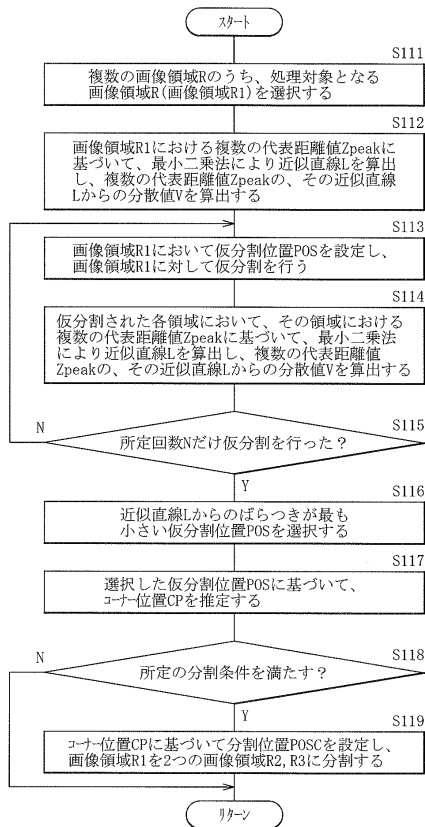 スタート
S111
複数の画像領域Rのうち、処理対象となる
画像領域R(画像領域R1)を選択する
S112
画像領域R1における複数の代表距離値Zpeakに
基づいて、最小二乗法により近似直線Lを算出
し、複数の代表距離値Zpeakの、その近似直線
Lからの分散値Vを算出する
S113
画像領域R1において仮分割位置POSを設定し、
画像領域R1に対して仮分割を行う
S114
仮分割された各領域において、その領域における
複数の代表距離値Zpeakに基づいて、最小二乗法
により近似直線Lを算出し、複数の代表距離値
Zpeakの、その近似直線Lからの分散値Vを算出する
S115
N
所定回数Nだけ仮分割を行った？
Y
S116
近似直線Lからのばらつきが最も
小さい仮分割位置POSを選択する
S117
選択した仮分割位置POSに基づいて、
コーナー位置CPを推定する
S118
N
所定の分割条件を満たす？
Y
S119
コーナー位置CPに基づいて分割位置POSCを設定し、
画像領域R1を2つの画像領域R2,R3に分割する
リターン